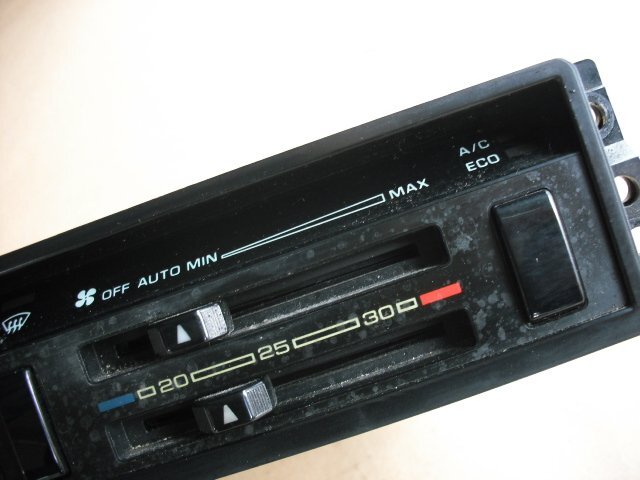 A/C
ECO
OFF AUTO MIN MAX
20 25 30